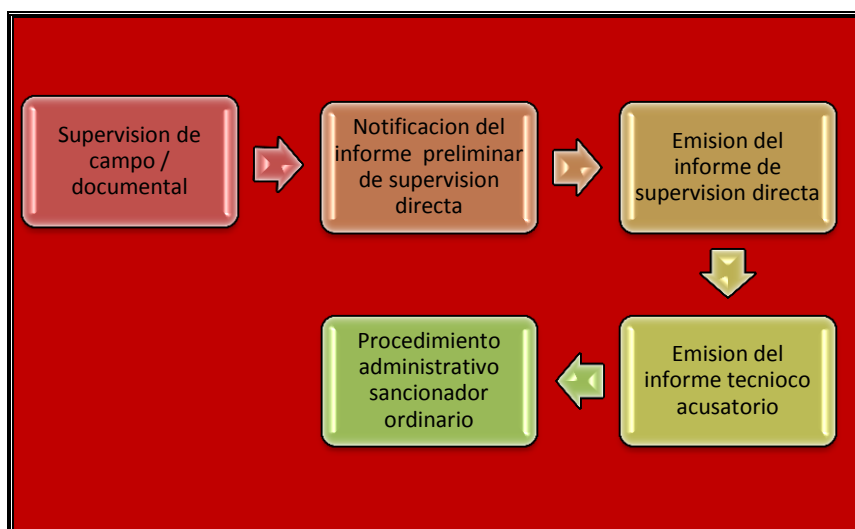 Supervision de
campo /
documental
Notificacion del
informe preliminar
de supervision
directa
Emision del
informe de
supervision directa
Emision del
informe tecnioco
acusatorio
Procedimiento
administrativo
sancionador
ordinario